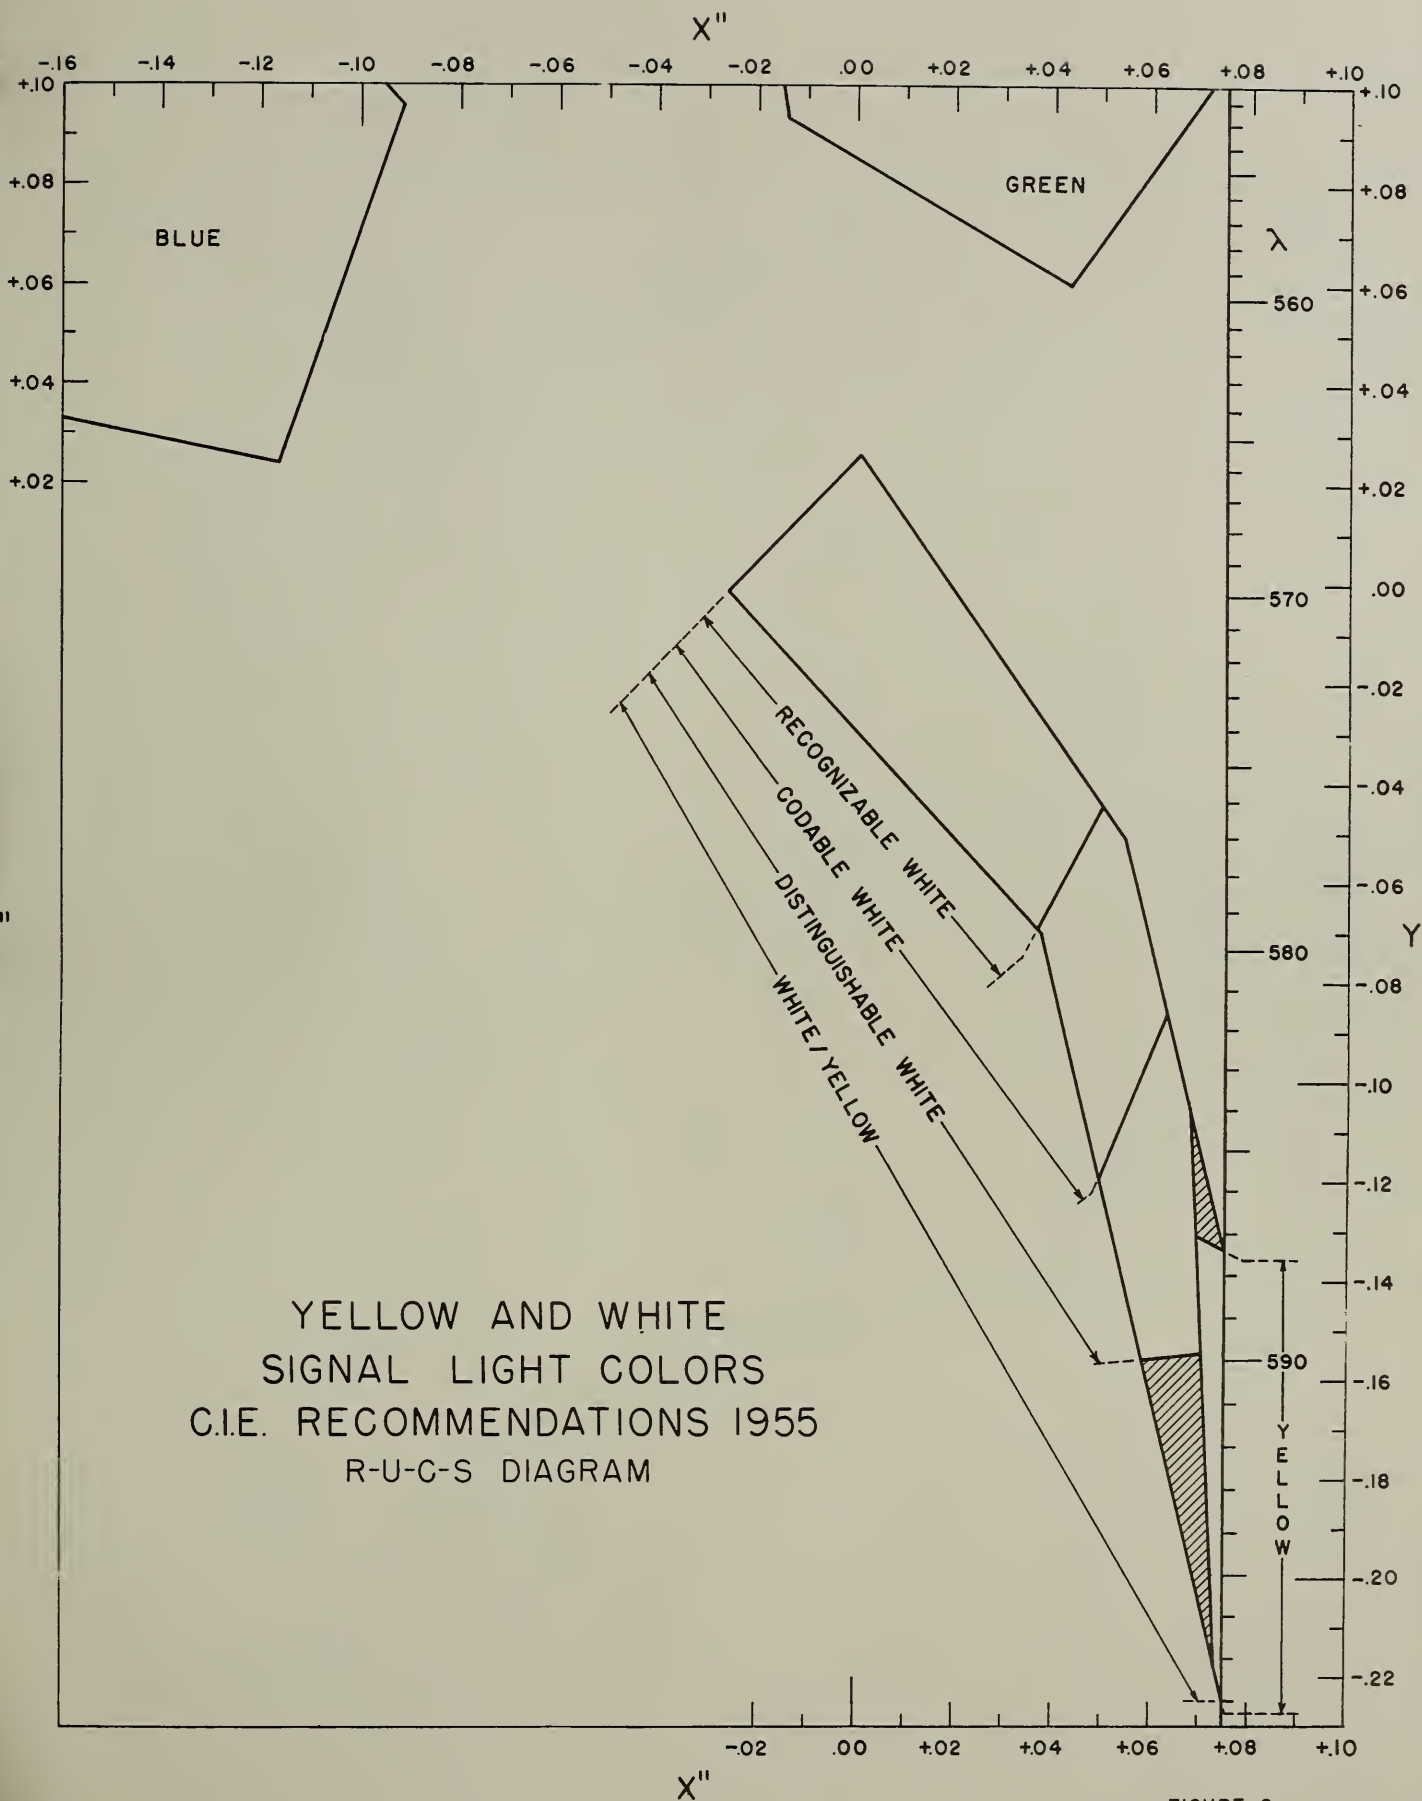 X"
-.16 -.14 -.12 -.10 -.08 -.06 -.04 -.02 .00 +.02 +.04 +.06 +.08 +.10
+.10
+.08
+.06
+.04
+.02
+.10
+.08
+.06
+.04
+.02
.00
-.02
-.04
-.06
-.08
-.10
-.12
-.14
-.16
-.18
-.20
-.22
BLUE
GREEN
λ
560
570
580
590
"
Y
RECOGNIZABLE WHITE
CODABLE WHITE
DISTINGUISHABLE WHITE
WHITE/YELLOW
YELLOW
YELLOW AND WHITE
SIGNAL LIGHT COLORS
C.I.E. RECOMMENDATIONS 1955
R-U-C-S DIAGRAM
-.02 .00 +.02 +.04 +.06 +.08 +.10
X"